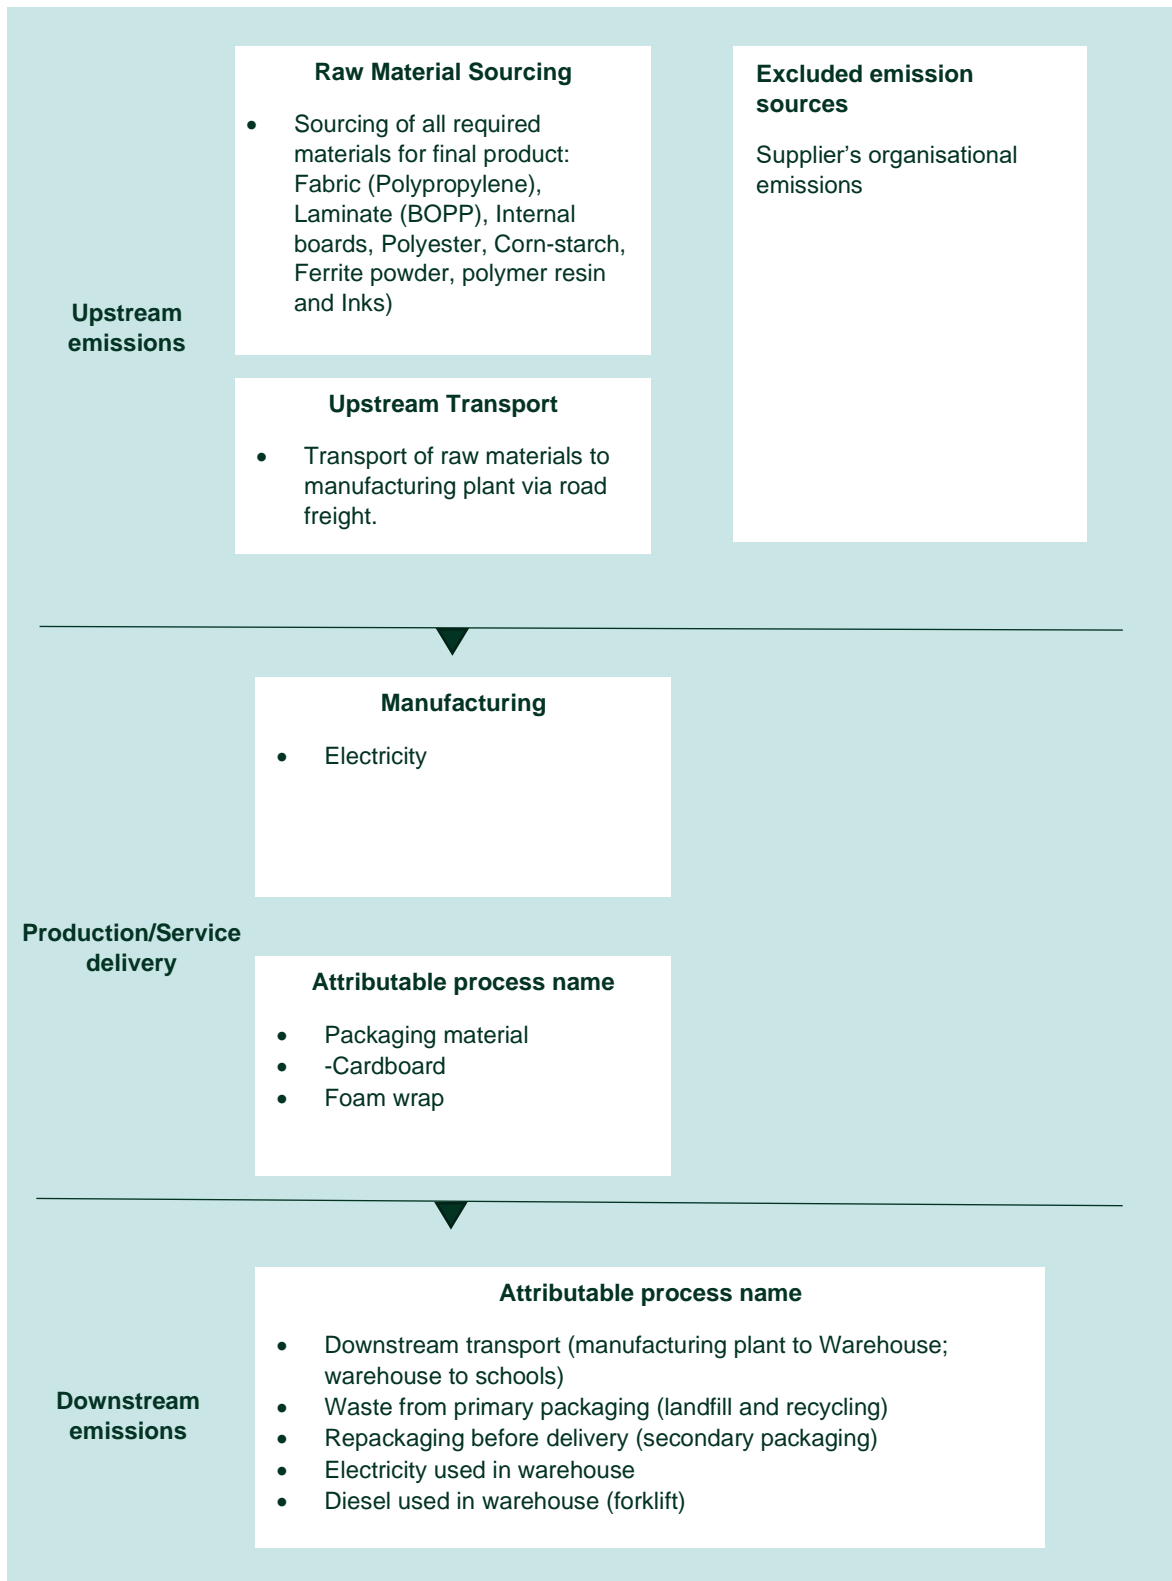 Raw Material Sourcing
• Sourcing of all required
materials for final product:
Fabric (Polypropylene),
Laminate (BOPP), Internal
boards, Polyester, Corn-starch,
Ferrite powder, polymer resin
and Inks)
Excluded emission
sources
Supplier’s organisational
emissions
Upstream
emissions
Upstream Transport
• Transport of raw materials to
manufacturing plant via road
freight.
Manufacturing
• Electricity
Production/Service
delivery
Attributable process name
• Packaging material
• -Cardboard
• Foam wrap
Attributable process name
• Downstream transport (manufacturing plant to Warehouse;
warehouse to schools)
• Waste from primary packaging (landfill and recycling)
• Repackaging before delivery (secondary packaging)
• Electricity used in warehouse
• Diesel used in warehouse (forklift)
Downstream
emissions